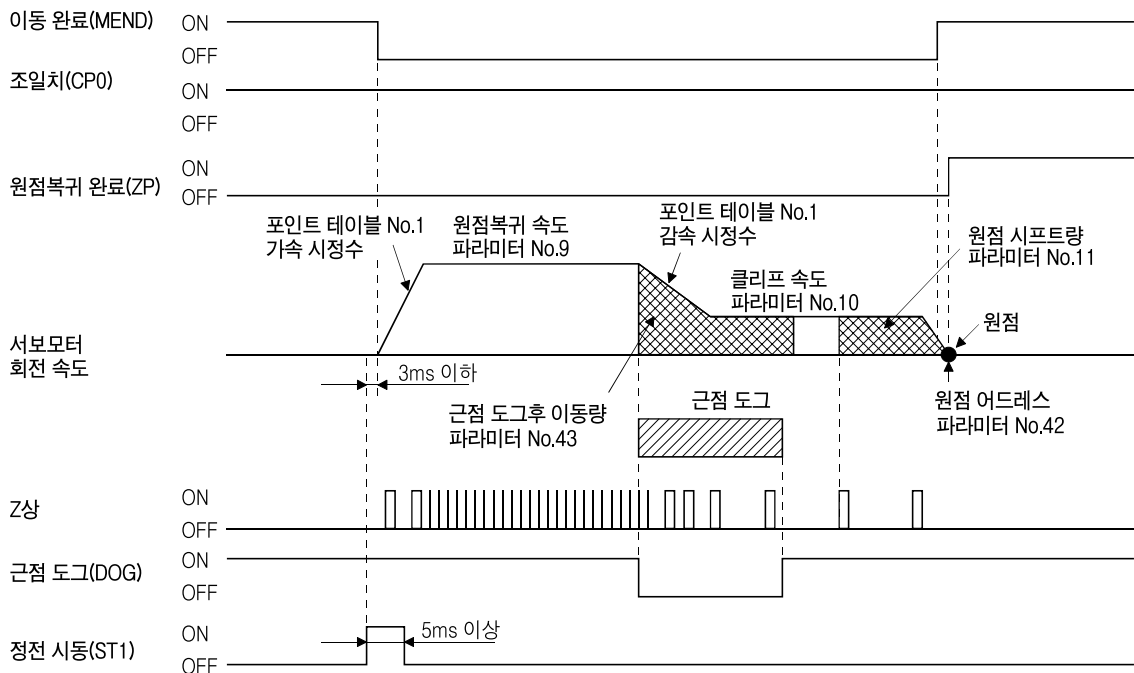 이동 완료(MEND)
ON
OFF
조일치(CP0)
ON
OFF
원점복귀 완료(ZP)
ON
OFF
포인트 테이블 No.1
가속 시정수
원점복귀 속도
파라미터 No.9
포인트 테이블 No.1
감속 시정수
클리프 속도
파라미터 No.10
원점 시프트량
파라미터 No.11
원점
서보모터
회전 속도
3ms 이하
근점 도그후 이동량
파라미터 No.43
근점 도그
원점 어드레스
파라미터 No.42
Z상
ON
OFF
근점 도그(DOG)
ON
OFF
정전 시동(ST1)
ON
OFF
5ms 이상